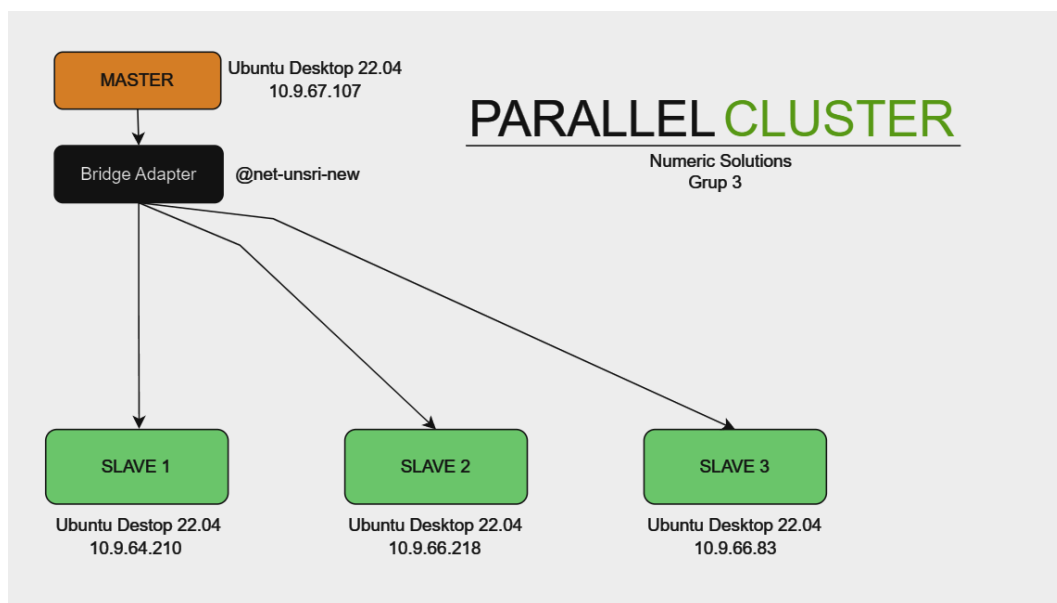 MASTER
Ubuntu Desktop 22.04
10.9.67.107
PARALLEL CLUSTER
Numeric Solutions
Grup 3
Bridge Adapter
@net-unsri-new
SLAVE 1
SLAVE 2
SLAVE 3
Ubuntu Destop 22.04
10.9.64.210
Ubuntu Desktop 22.04
10.9.66.218
Ubuntu Desktop 22.04
10.9.66.83